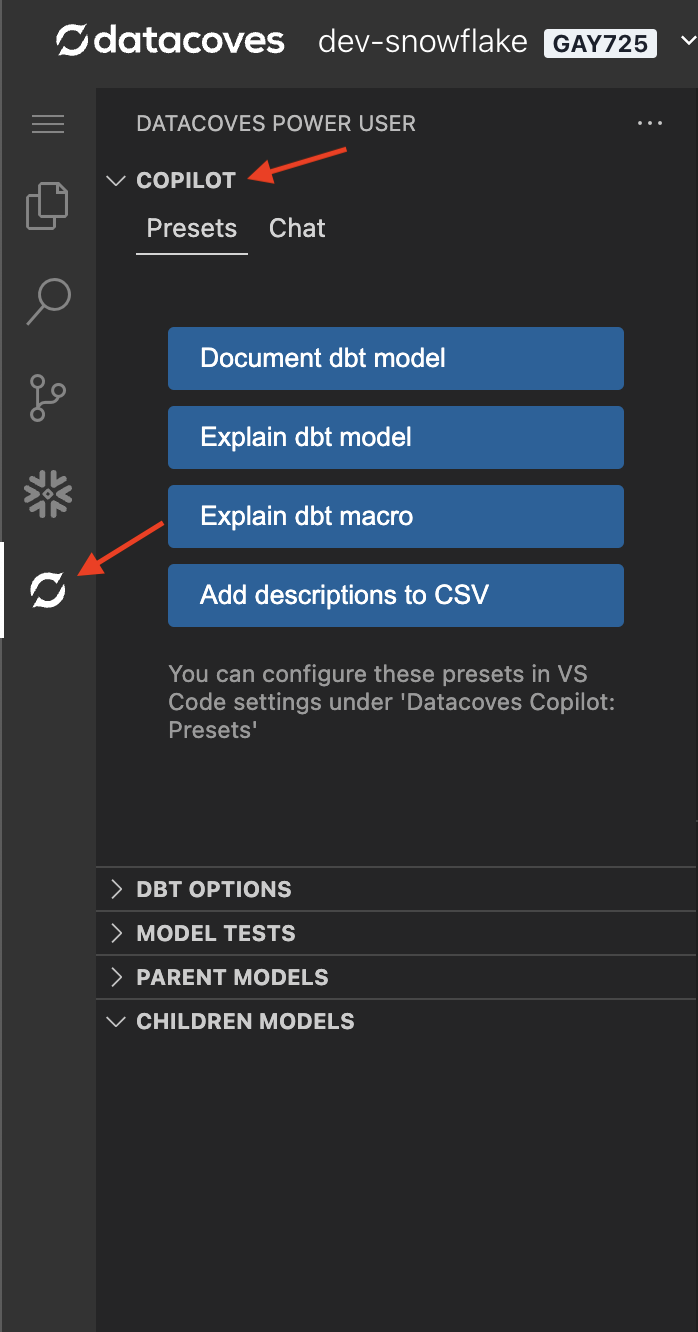 datacoves dev-snowflake GAY725
DATACOVES POWER USER
COPILOT
Presets Chat
Document dbt model
Explain dbt model
Explain dbt macro
Add descriptions to CSV
You can configure these presets in VS
Code settings under 'Datacoves Copilot:
Presets'
DBT OPTIONS
MODEL TESTS
PARENT MODELS
CHILDREN MODELS